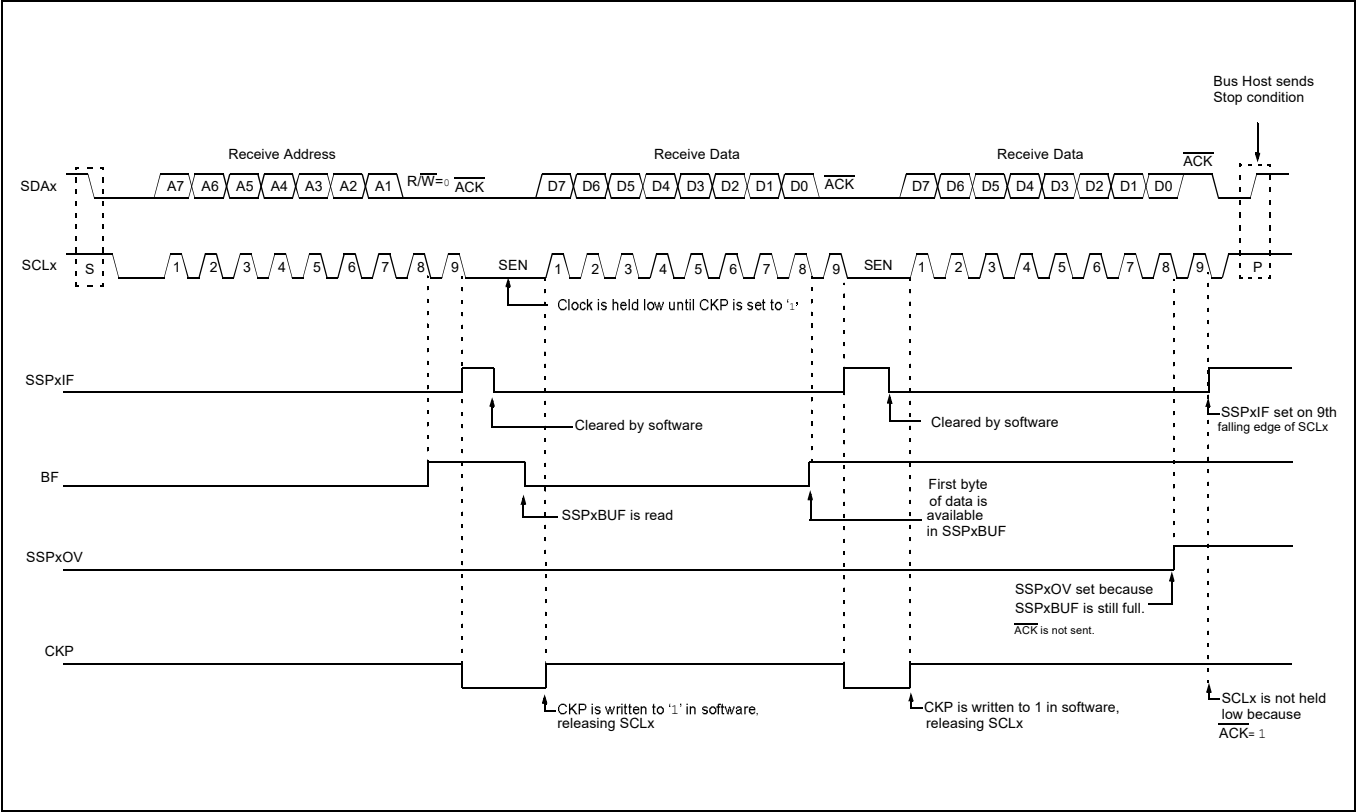 Bus Host sends
Stop condition
Receive Address
Receive Data
Receive Data
ACK
SDAx
A7 A6 A5 A4 A3 A2 A1 R/W=0 ACK
D7 D6 D5 D4 D3 D2 D1 D0 ACK
D7 D6 D5 D4 D3 D2 D1 D0
SCLx
S 1 2 3 4 5 6 7 8 9 SEN 1 2 3 4 5 6 7 8 9 SEN 1 2 3 4 5 6 7 8 9 P
Clock is held low until CKP is set to ‘1’
SSPxIF
Cleared by software
Cleared by software
SSPxIF set on 9th
falling edge of SCLx
BF
SSPxBUF is read
First byte
of data is
available
in SSPxBUF
SSPxOV
SSPxOV set because
SSPxBUF is still full.
ACK is not sent.
CKP
CKP is written to ‘1’ in software,
releasing SCLx
CKP is written to 1 in software,
releasing SCLx
SCLx is not held
low because
ACK= 1